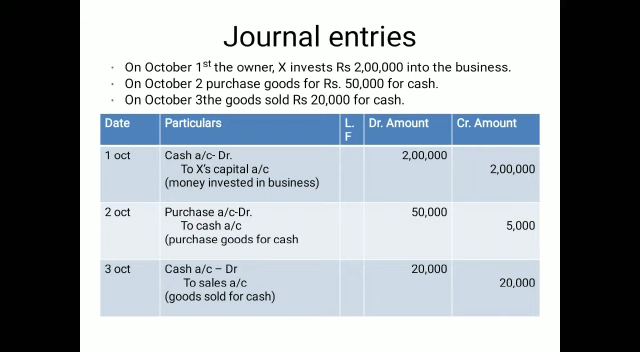 Journal entries
· On October 1st the owner, X invests Rs 2,00,000 into the business.
· On October 2 purchase goods for Rs. 50,000 for cash.
· On October 3the goods sold Rs 20,000 for cash.
Date Particulars L.F Dr. Amount Cr. Amount
1 oct Cash a/c- Dr. 2,00,000
To X's capital a/c 2,00,000
(money invested in business)
2 oct Purchase a/c-Dr. 50,000
To cash a/c 5,000
(purchase goods for cash
3 oct Cash a/c – Dr 20,000
To sales a/c 20,000
(goods sold for cash)